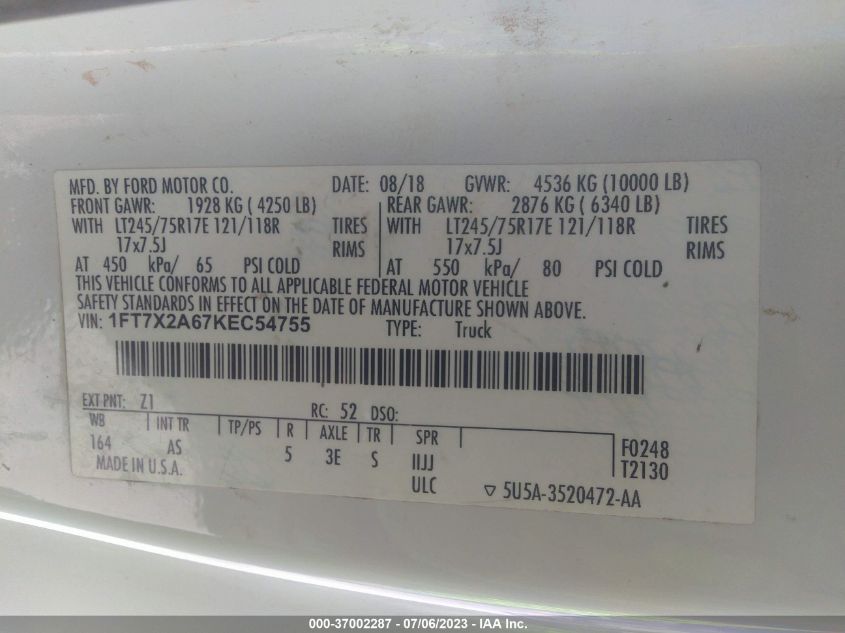 MFD. BY FORD MOTOR CO. DATE: 08/18 GVWR: 4536 KG (10000 LB)
FRONT GAWR: 1928 KG ( 4250 LB) REAR GAWR: 2876 KG ( 6340 LB)
WITH LT245/75R17E 121/118R TIRES WITH LT245/75R17E 121/118R TIRES
17x7.5J RIMS 17x7.5J RIMS
AT 450 kPa/ 65 PSI COLD AT 550 kPa/ 80 PSI COLD
THIS VEHICLE CONFORMS TO ALL APPLICABLE FEDERAL MOTOR VEHICLE
SAFETY STANDARDS IN EFFECT ON THE DATE OF MANUFACTURE SHOWN ABOVE.
VIN: 1FT7X2A67KEC54755 TYPE: Truck
EXT PNT: Z1 RC: 52 DSO:
WB INT TR TP/PS R AXLE TR SPR
164 AS 5 3E S IIJJ F0248
MADE IN U.S.A. ULC T2130
5U5A-3520472-AA
000-37002287 - 07/06/2023 - IAA Inc.